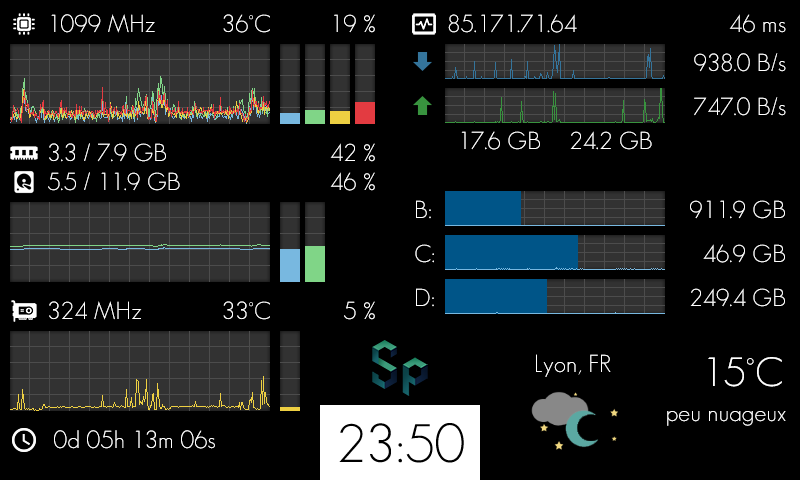 1099 MHz 36°C 19 %
3.3 / 7.9 GB 42 %
5.5 / 11.9 GB 46 %
324 MHz 33°C 5 %
0d 05h 13m 06s
85.171.71.64 46 ms
938.0 B/s
747.0 B/s
17.6 GB 24.2 GB
B: 911.9 GB
C: 46.9 GB
D: 249.4 GB
Sp
Lyon, FR 15°C
peu nuageux
23:50